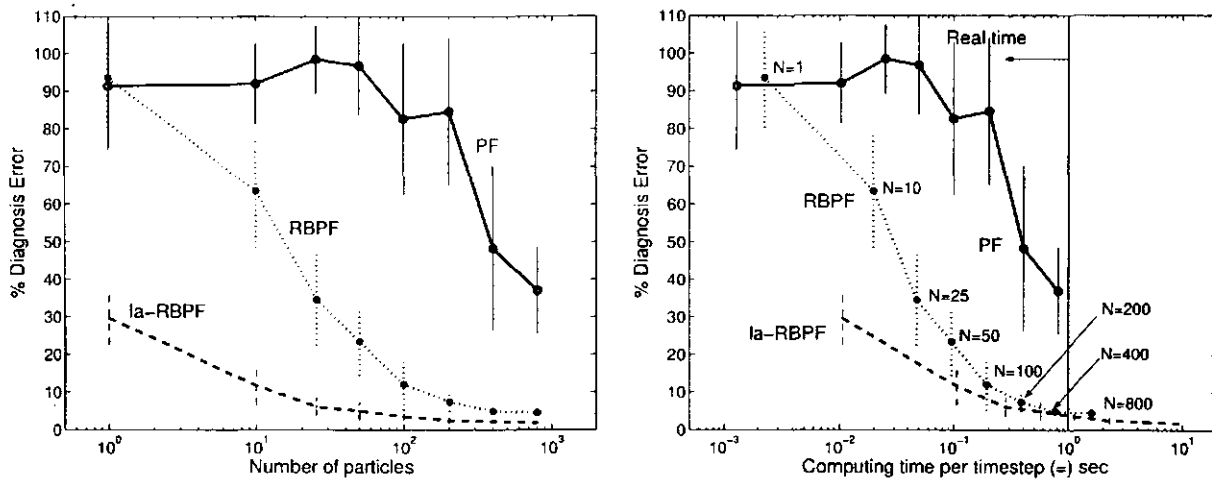 110
100
90
80
70
60
50
40
30
20
10
0
% Diagnosis Error
PF
RBPF
la-RBPF
10^0
10^1
10^2
10^3
Number of particles
110
100
90
80
70
60
50
40
30
20
10
0
% Diagnosis Error
Real time
N=1
RBPF
N=10
PF
N=25
la-RBPF
N=50
N=100
N=200
N=400
N=800
10^-3
10^-2
10^-1
10^0
10^1
Computing time per timestep (=) sec